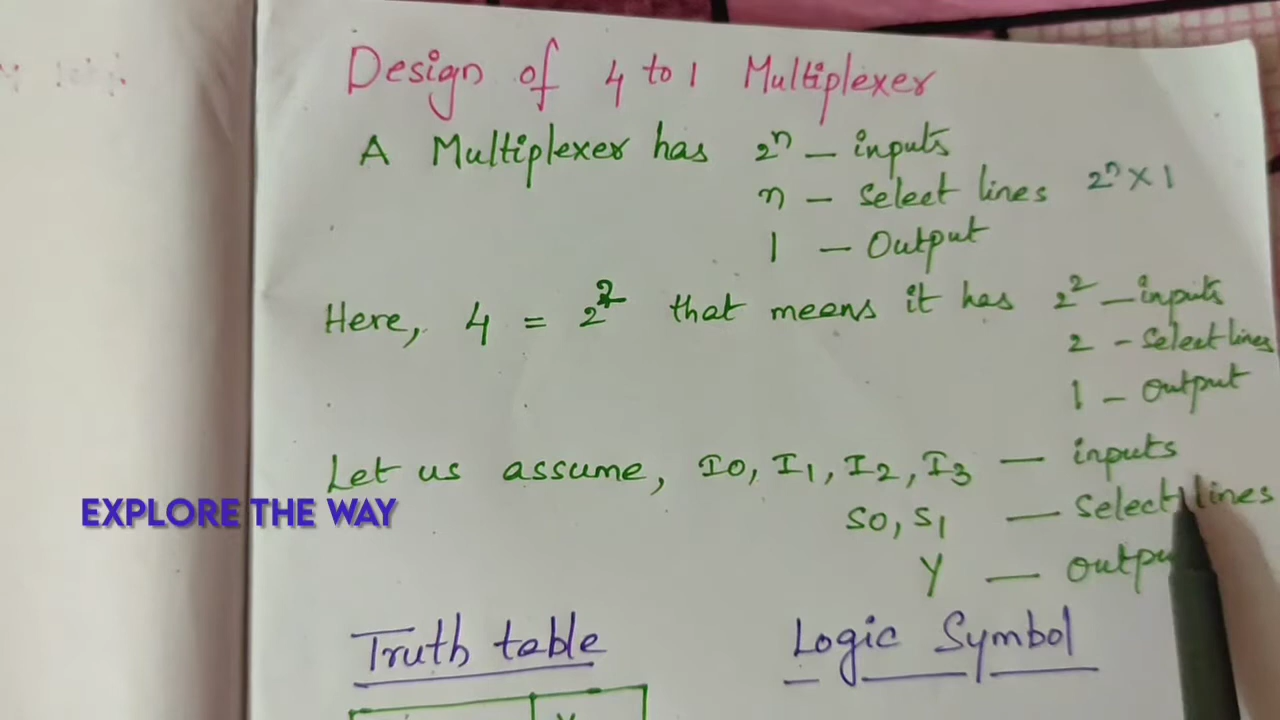 Design of 4 to 1 Multiplexer
A Multiplexer has 2ⁿ – inputs
n – Select lines 2ⁿ × 1
1 – Output
Here, 4 = 2² that means it has 2² – inputs
2 - Select lines
1 – Output
Let us assume, I0, I1, I2, I3 — inputs
S0, S1 — Select lines
EXPLORE THE WAY
Y — outpu
Truth table Logic Symbol
Y